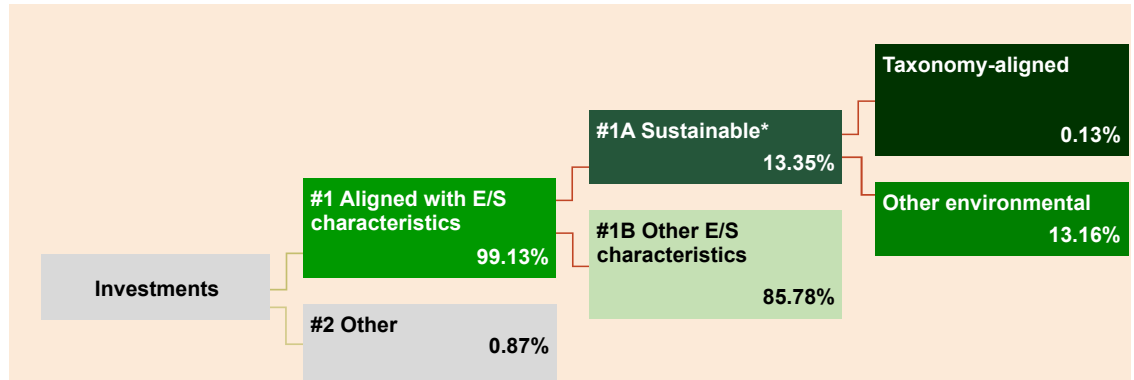 Investments
#1 Aligned with E/S
characteristics
99.13%
#2 Other
0.87%
#1A Sustainable*
13.35%
#1B Other E/S
characteristics
85.78%
Taxonomy-aligned
0.13%
Other environmental
13.16%